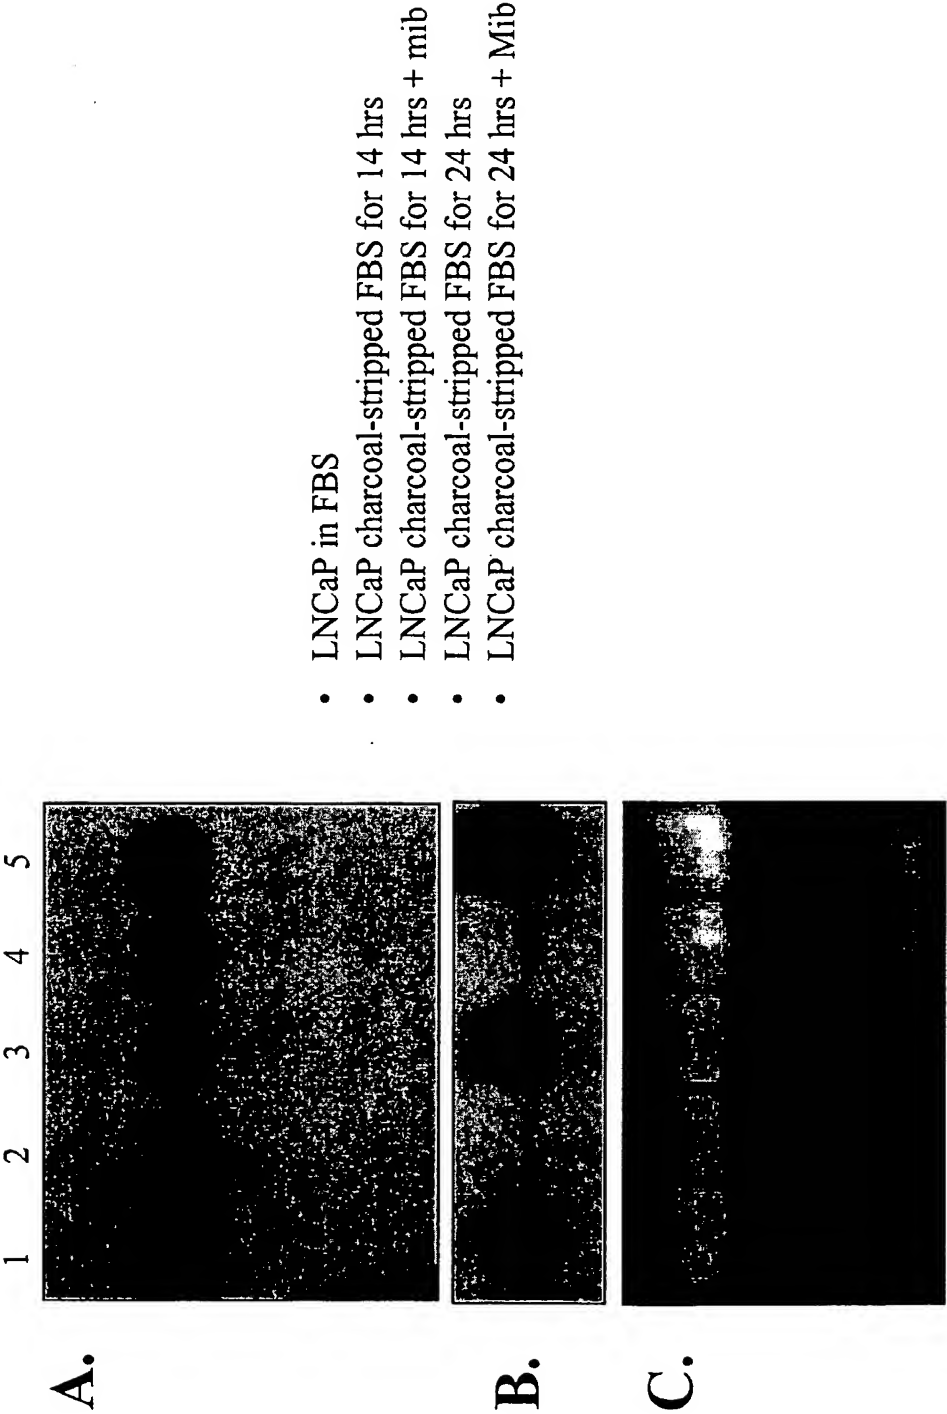 A.
B.
C.
1 2 3 4 5
• LNCaP in FBS
• LNCaP charcoal-stripped FBS for 14 hrs
• LNCaP charcoal-stripped FBS for 14 hrs + mib
• LNCaP charcoal-stripped FBS for 24 hrs
• LNCaP charcoal-stripped FBS for 24 hrs + Mib